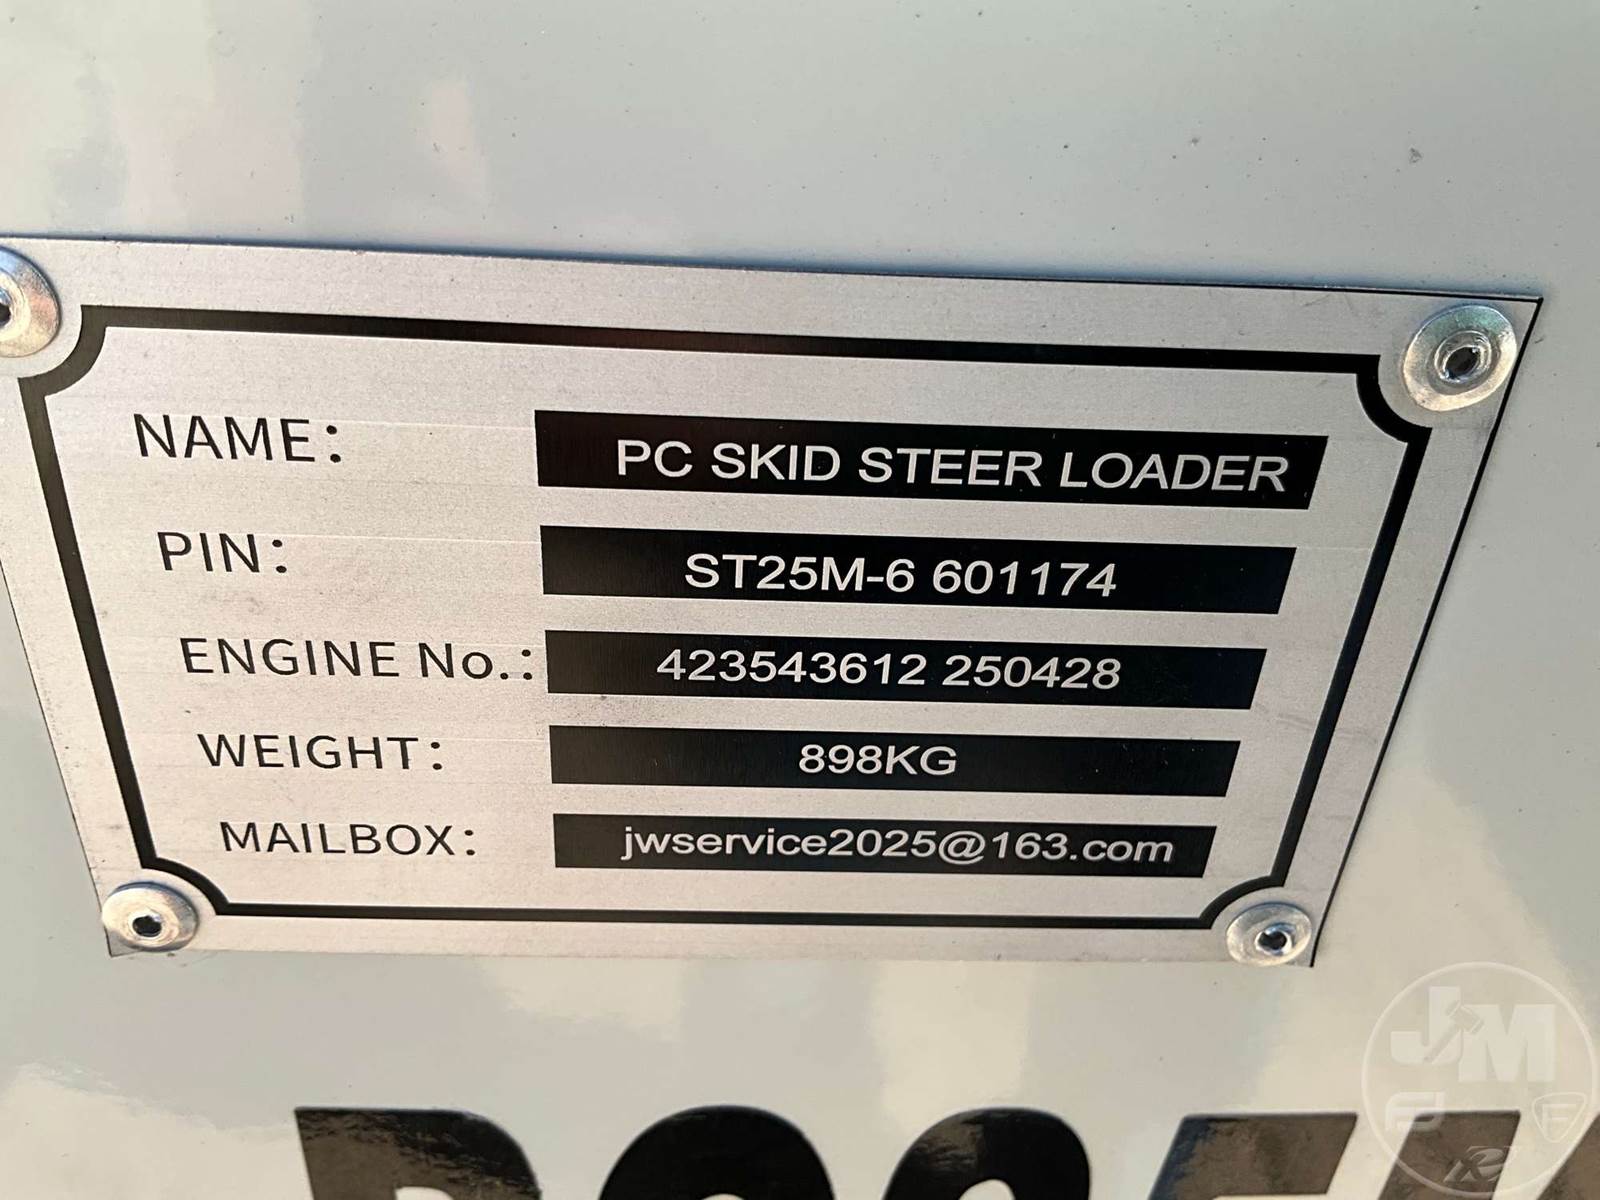 NAME: PC SKID STEER LOADER
PIN: ST25M-6 601174
ENGINE No.: 423543612 250428
WEIGHT: 898KG
MAILBOX: jwservice2025@163.com
JM